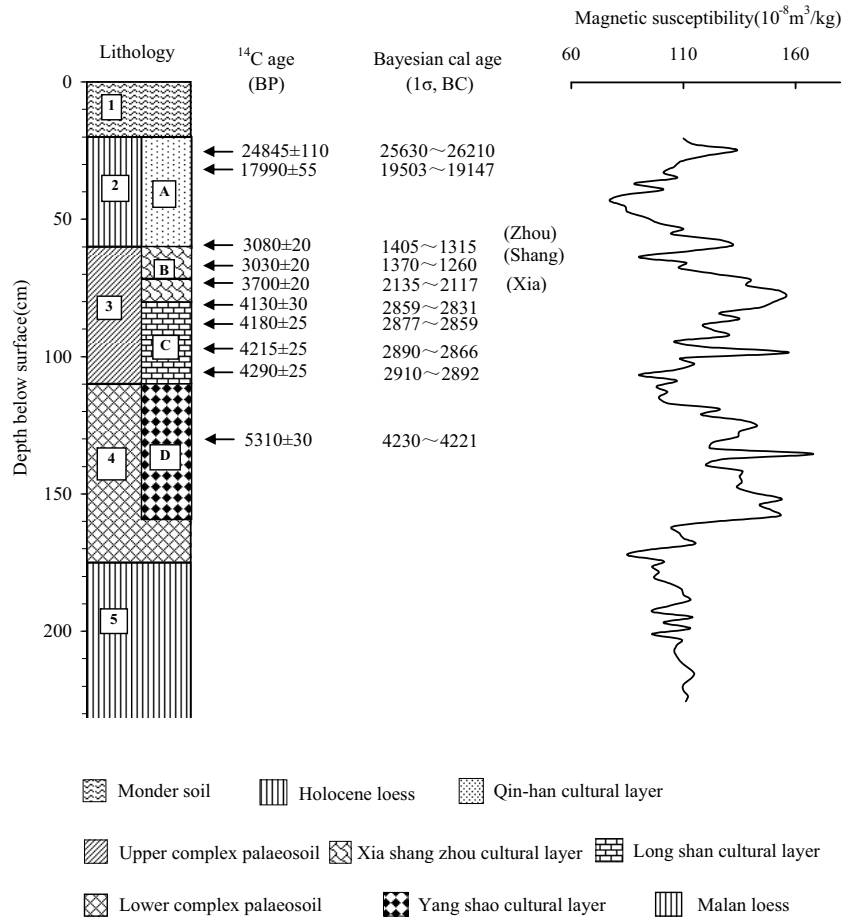 Magnetic susceptibility(10⁻⁸m³/kg)
Lithology ¹⁴C age Bayesian cal age
(BP) (1σ, BC) 60 110 160
0
1
24845±110 25630～26210
17990±55 19503～19147
2 A
50
(Zhou)
3080±20 1405～1315
(Shang)
B 3030±20 1370～1260
3700±20 2135～2117 (Xia)
3 4130±30 2859～2831
4180±25 2877～2859
C 4215±25 2890～2866
100
4290±25 2910～2892
Depth below surface(cm)
5310±30 4230～4221
4 D
150
5
200
Monder soil Holocene loess Qin-han cultural layer
Upper complex palaeosoil Xia shang zhou cultural layer Long shan cultural layer
Lower complex palaeosoil Yang shao cultural layer Malan loess